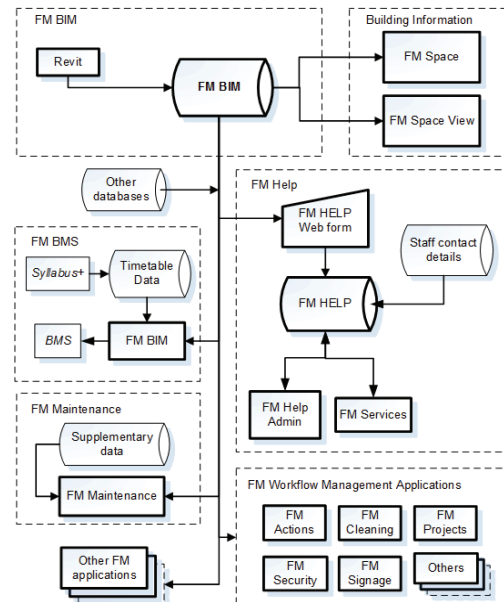 FM BIM
Revit
FM BIM
Building Information
FM Space
FM Space View
Other
databases
FM Help
FM HELP
Web form
Staff contact
details
FM HELP
FM Help
Admin
FM Services
FM BMS
Syllabus+
Timetable
Data
BMS
FM BIM
FM Maintenance
Supplementary
data
FM Maintenance
Other FM
applications
FM Workflow Management Applications
FM
Actions
FM
Cleaning
FM
Projects
FM
Security
FM
Signage
Others